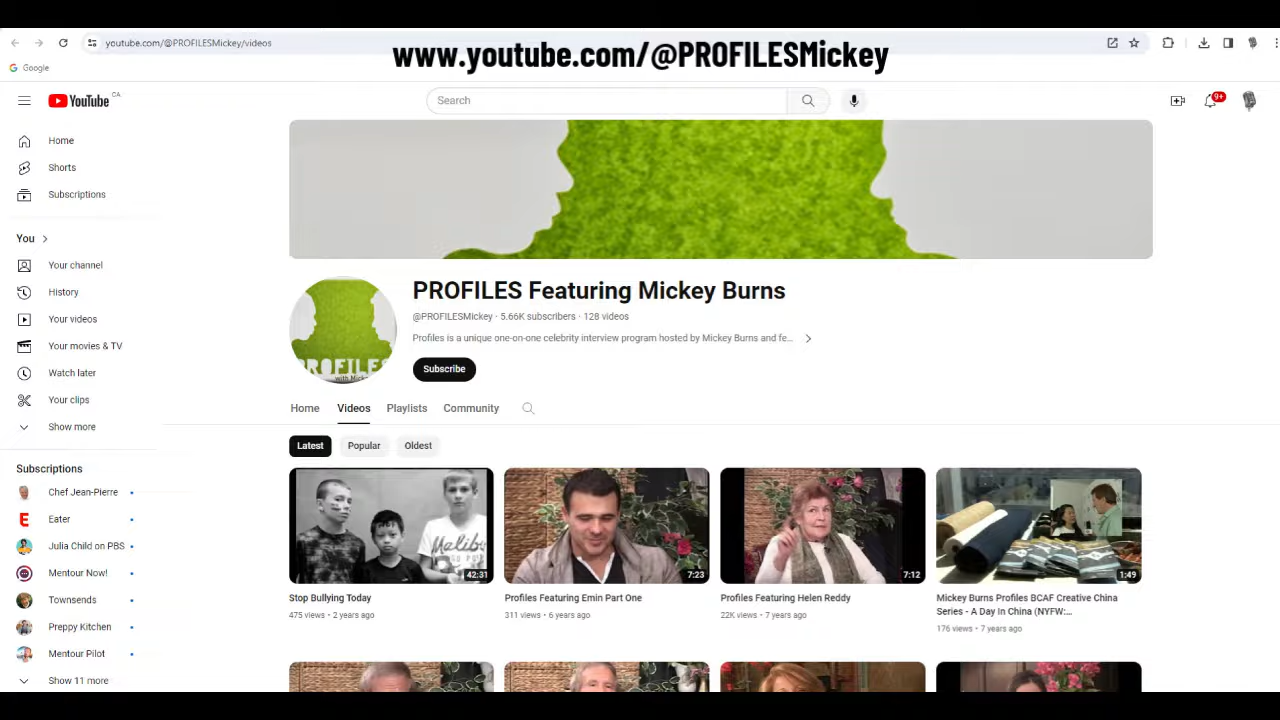 www.youtube.com/@PROFILESMickey
youtube.com/@PROFILESMickey/videos
Google
YouTube CA
Search
9+
Home
Shorts
Subscriptions
You
Your channel
History
Your videos
Your movies & TV
Watch later
Your clips
Show more
Subscriptions
Chef Jean-Pierre
Eater
Julia Child on PBS
Mentour Now!
Townsends
Preppy Kitchen
Mentour Pilot
Show 11 more
PROFILES
with Mick
PROFILES Featuring Mickey Burns
@PROFILESMickey · 5.66K subscribers · 128 videos
Profiles is a unique one-on-one celebrity interview program hosted by Mickey Burns and fe...
Subscribe
Home Videos Playlists Community
Latest Popular Oldest
Malibu
42:31
Stop Bullying Today
475 views • 2 years ago
7:23
Profiles Featuring Emin Part One
311 views • 6 years ago
7:12
Profiles Featuring Helen Reddy
22K views • 7 years ago
1:49
Mickey Burns Profiles BCAF Creative China
Series - A Day In China (NYFW:...
176 views • 7 years ago